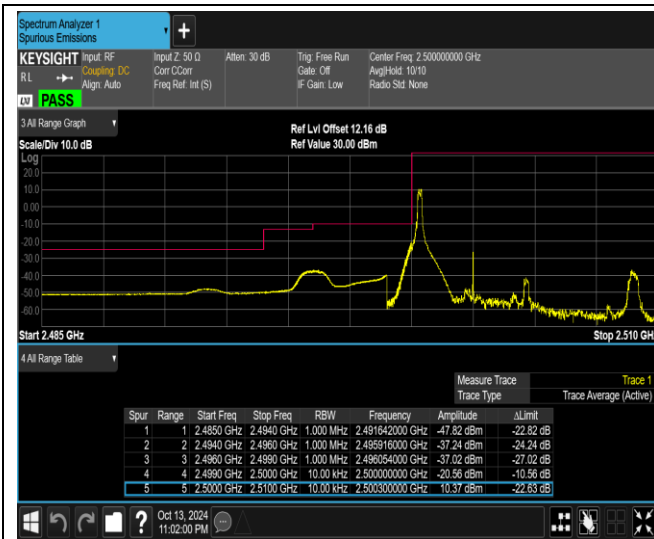 Spectrum Analyzer 1
Spurious Emissions
+
KEYSIGHT Input: RF Input Z: 50 Ω Atten: 30 dB Trig: Free Run Center Freq: 2.500000000 GHz
R L Coupling: DC Corr CCorr Gate: Off Avg|Hold: 10/10
Align: Auto Freq Ref: Int (S) IF Gain: Low Radio Std: None
LXI PASS
3 All Range Graph
Ref Lvl Offset 12.16 dB
Scale/Div 10.0 dB Ref Value 30.00 dBm
Log
20.0
10.0
0.00
-10.0
-20.0
-30.0
-40.0
-50.0
-60.0
Start 2.485 GHz Stop 2.510 GH
4 All Range Table
Measure Trace Trace 1
Trace Type Trace Average (Active)
Spur Range Start Freq Stop Freq RBW Frequency Amplitude ΔLimit
1 1 2.4850 GHz 2.4940 GHz 1.000 MHz 2.491642000 GHz -47.82 dBm -22.82 dB
2 2 2.4940 GHz 2.4960 GHz 1.000 MHz 2.495916000 GHz -37.24 dBm -24.24 dB
3 3 2.4960 GHz 2.4990 GHz 1.000 MHz 2.496054000 GHz -37.02 dBm -27.02 dB
4 4 2.4990 GHz 2.5000 GHz 10.00 kHz 2.500000000 GHz -20.56 dBm -10.56 dB
5 5 2.5000 GHz 2.5100 GHz 10.00 kHz 2.500300000 GHz 10.37 dBm -22.63 dB
? Oct 13, 2024
11:02:00 PM